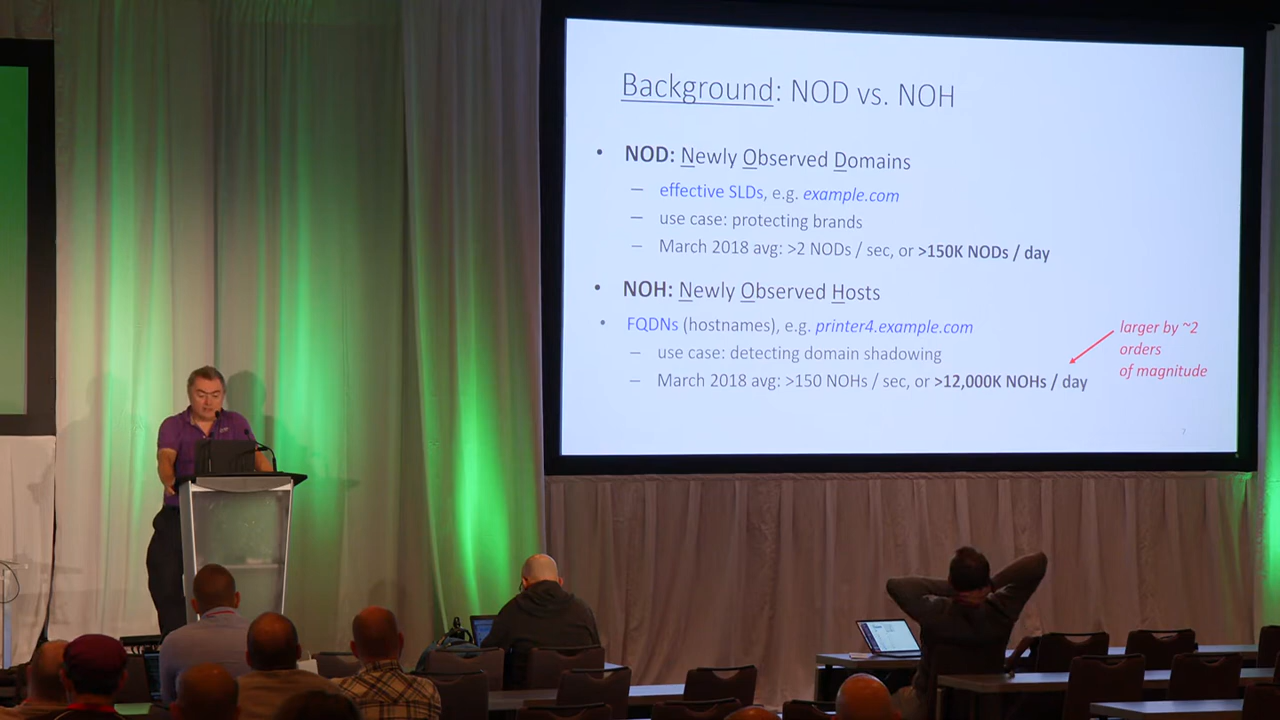 Background: NOD vs. NOH
• NOD: Newly Observed Domains
– effective SLDs, e.g. example.com
– use case: protecting brands
– March 2018 avg: >2 NODs / sec, or >150K NODs / day
• NOH: Newly Observed Hosts
• FQDNs (hostnames), e.g. printer4.example.com
– use case: detecting domain shadowing
– March 2018 avg: >150 NOHs / sec, or >12,000K NOHs / day
larger by ~2
orders
of magnitude